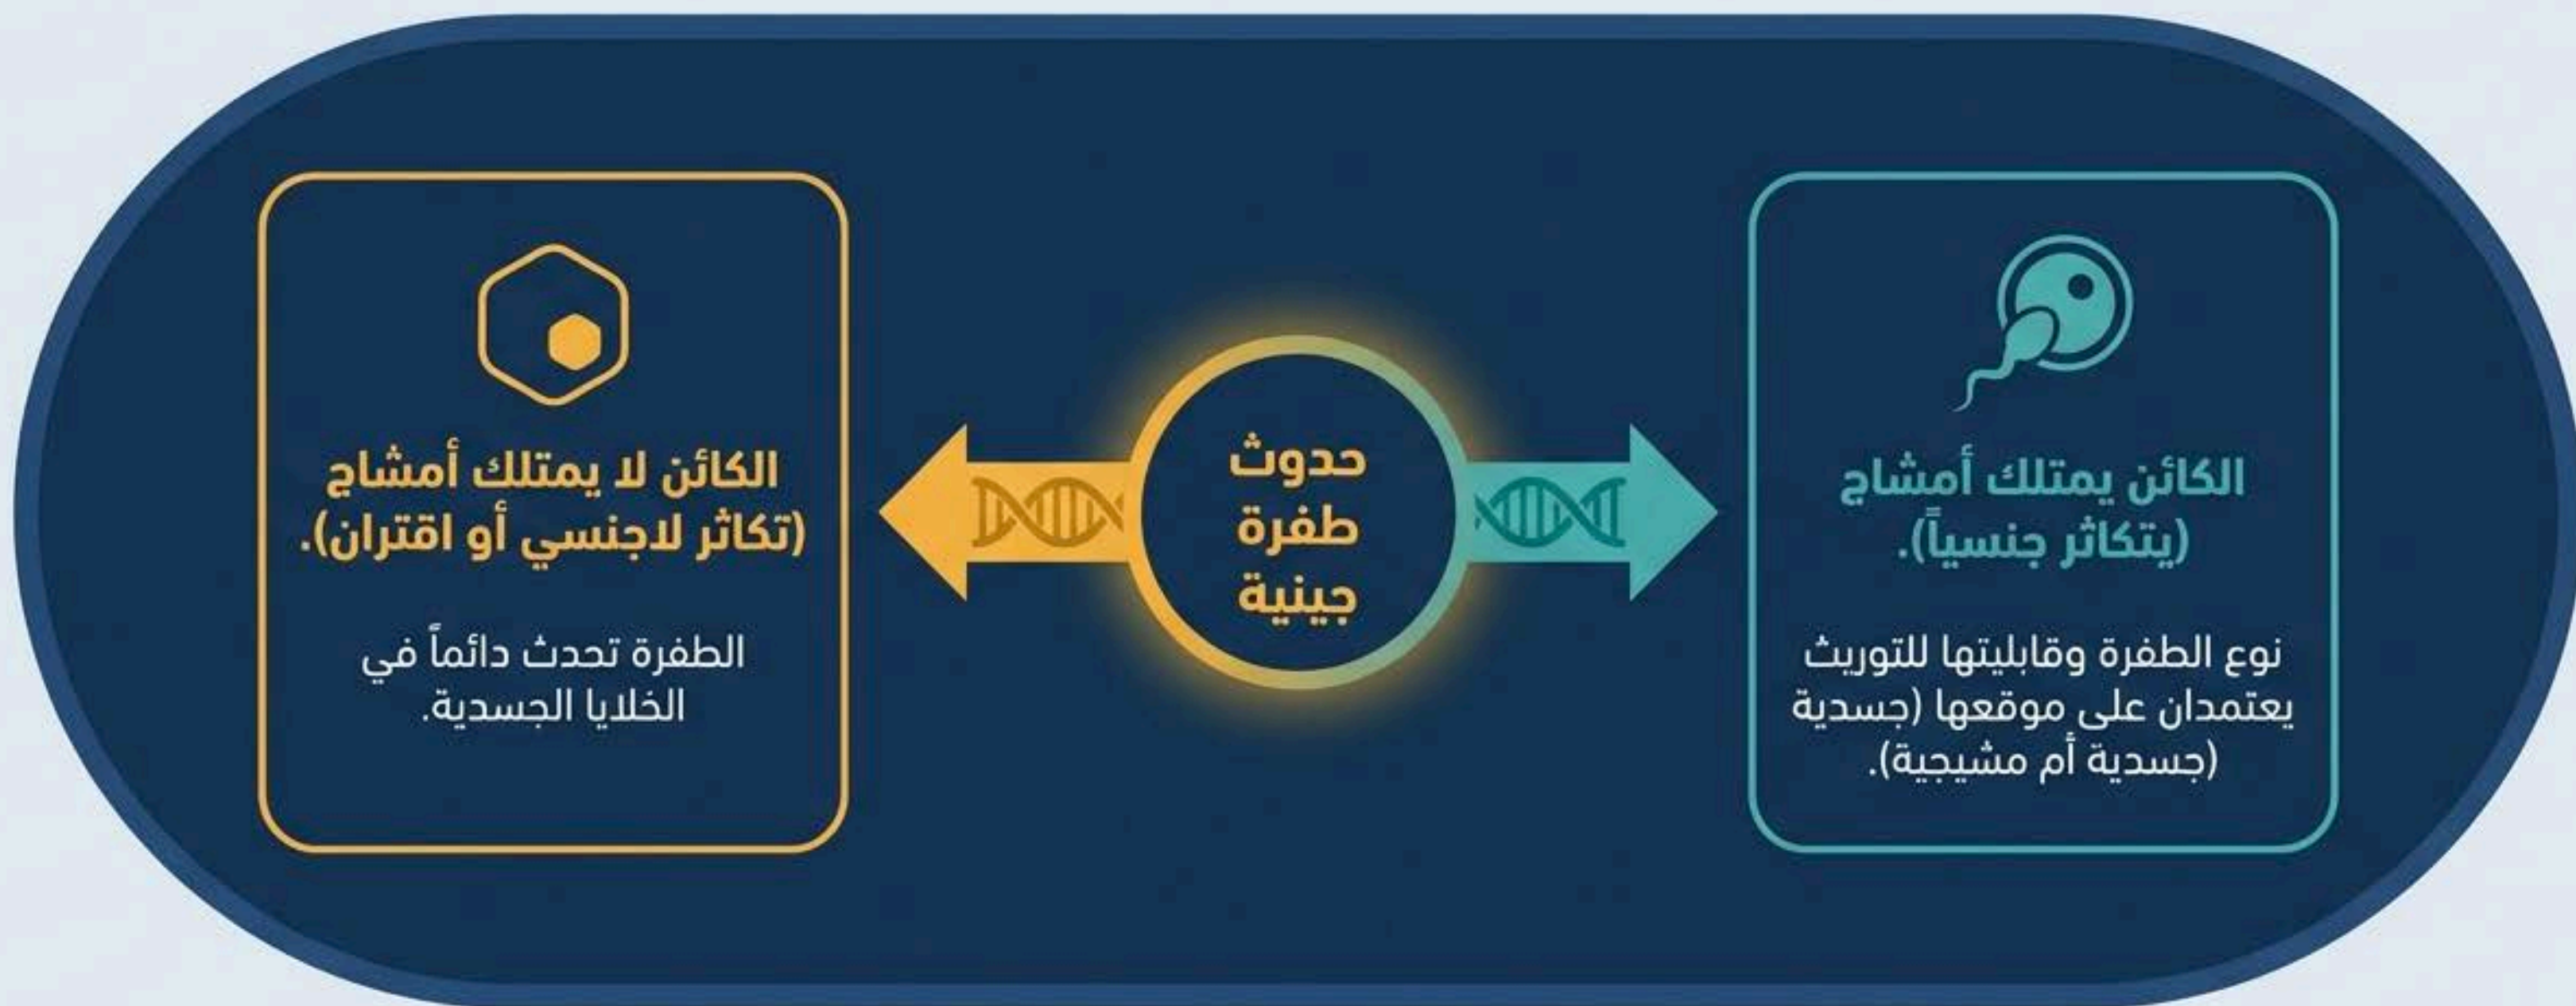 حدوث
طفرة
جينية
الكائن يمتلك أمشاج
(يتكاثر جنسياً).
نوع الطفرة وقابليتها للتوريث
يعتمدان على موقعها (جسدية
(جسدية أم مشيجية).
الكائن لا يمتلك أمشاج
(تكاثر لاجنسي أو اقتران).
الطفرة تحدث دائماً في
الخلايا الجسدية.